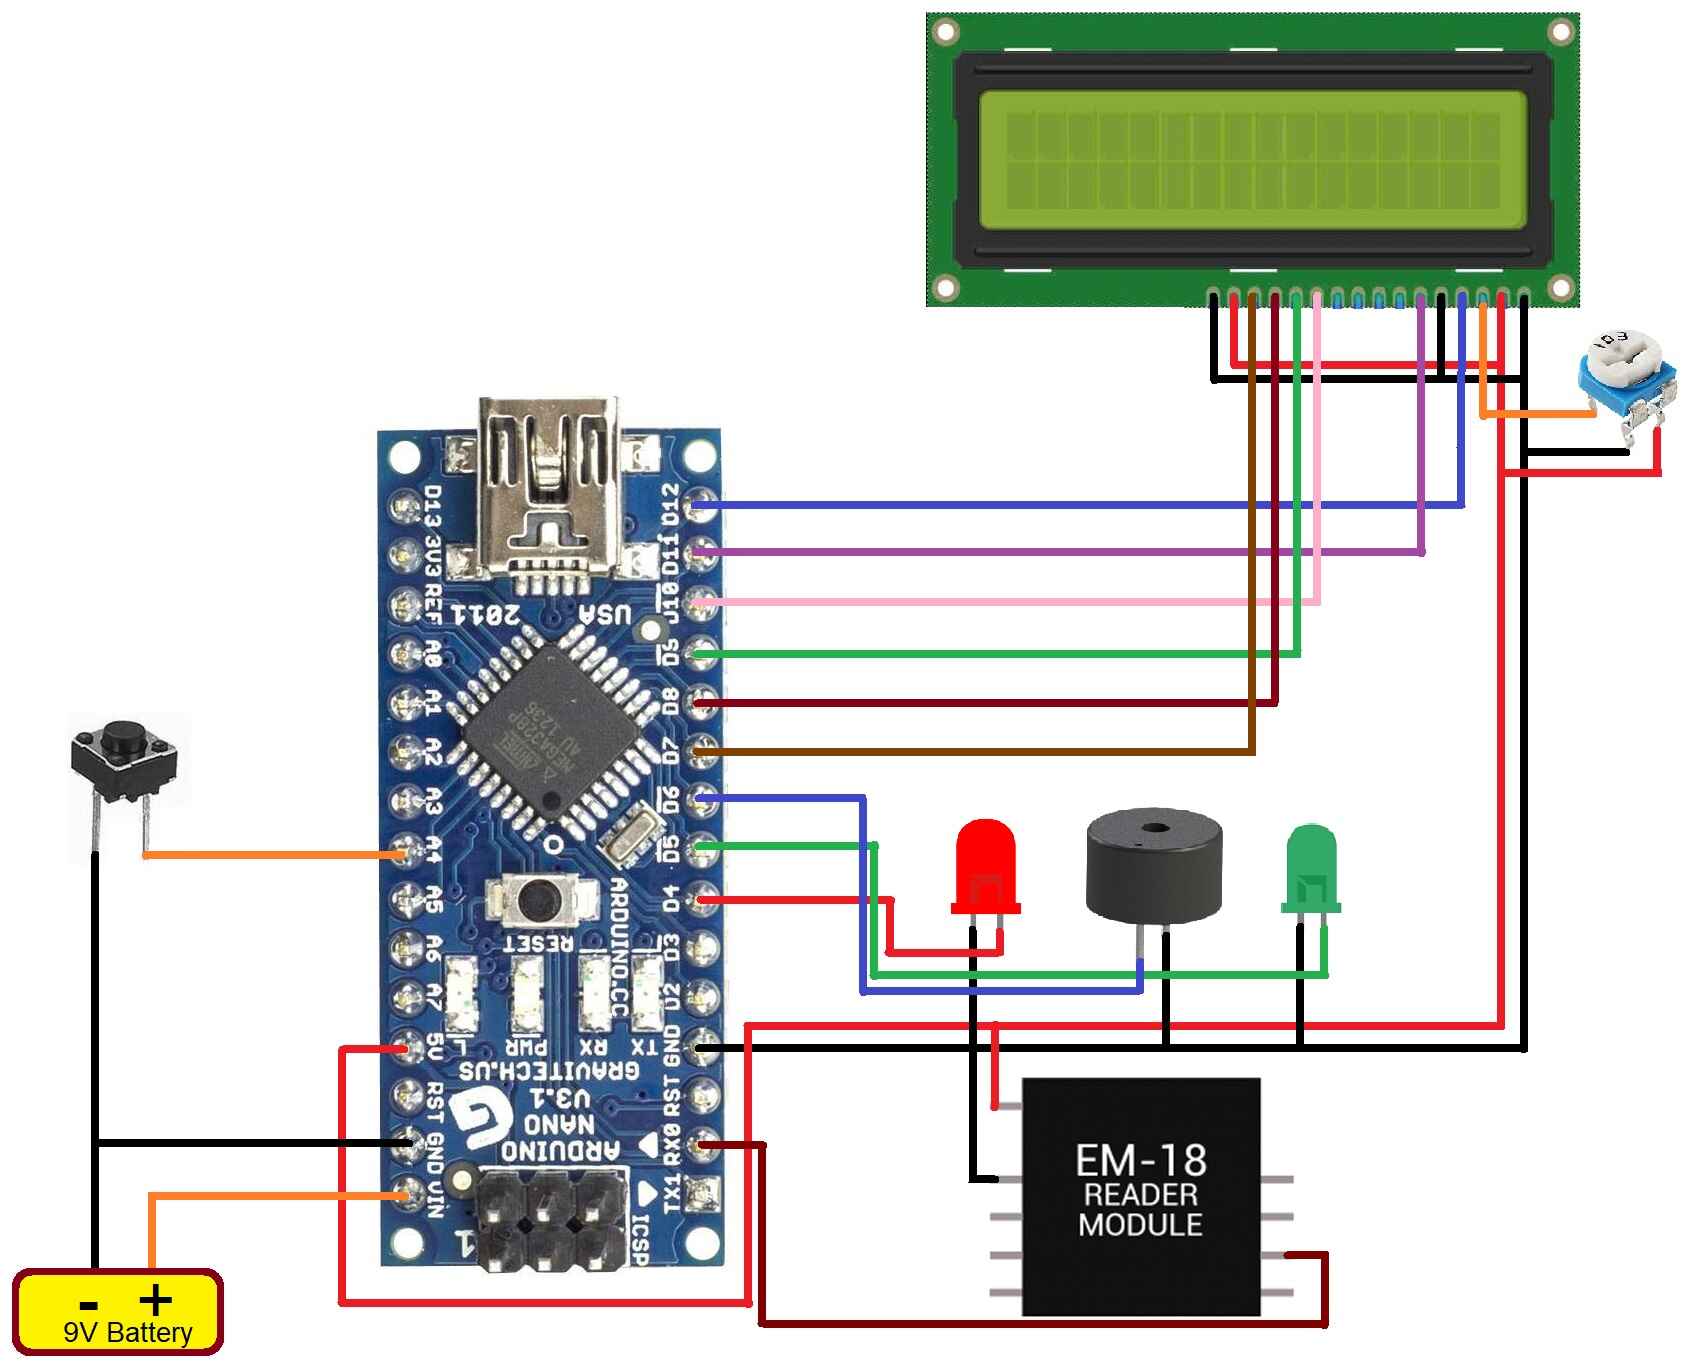 103
D13
3V3
REF
A0
A1
A2
A3
A4
A5
A6
A7
5V
RST
GND
VIN
D12
D11
D8
D7
D6
D5
D4
D3
D2
GND
RST
RX0
TX1
USA
2011
RESET
ARDUINO.CC
TX
RX
PWR
L
GRAVITECH.US
V3.1
NANO
ARDUINO
ICSP
1
EM-18
READER
MODULE
- +
9V Battery